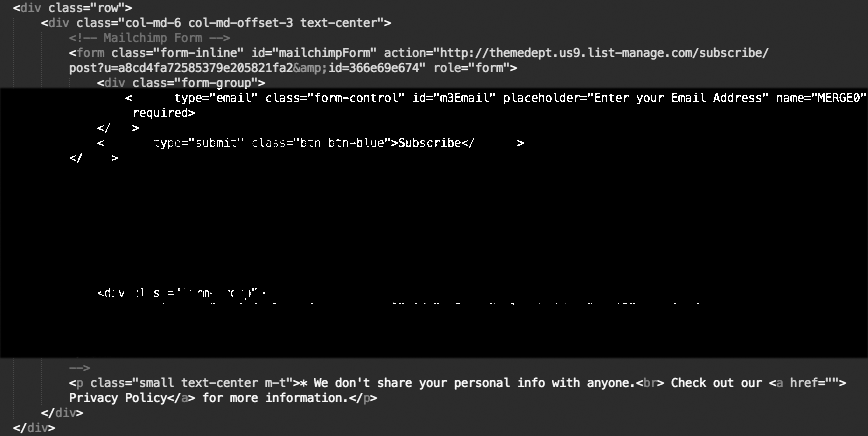 <div class="row">
<div class="col-md-6 col-md-offset-3 text-center">
<!-- Mailchimp Form -->
<form class="form-inline" id="mailchimpForm" action="http://themedept.us9.list-manage.com/subscribe/
post?u=a8cd4fa72585379e205821fa2&amp;id=366e69e674" role="form">
<div class="form-group">
< type="email" class="form-control" id="m3Email" placeholder="Enter your Email Address" name="MERGE0"
required>
</ >
< type="submit" class="btn btn-blue">Subscribe</ >
</ >
-->
<p class="small text-center m-t">* We don't share your personal info with anyone.<br> Check out our <a href="">
Privacy Policy</a> for more information.</p>
</div>
</div>